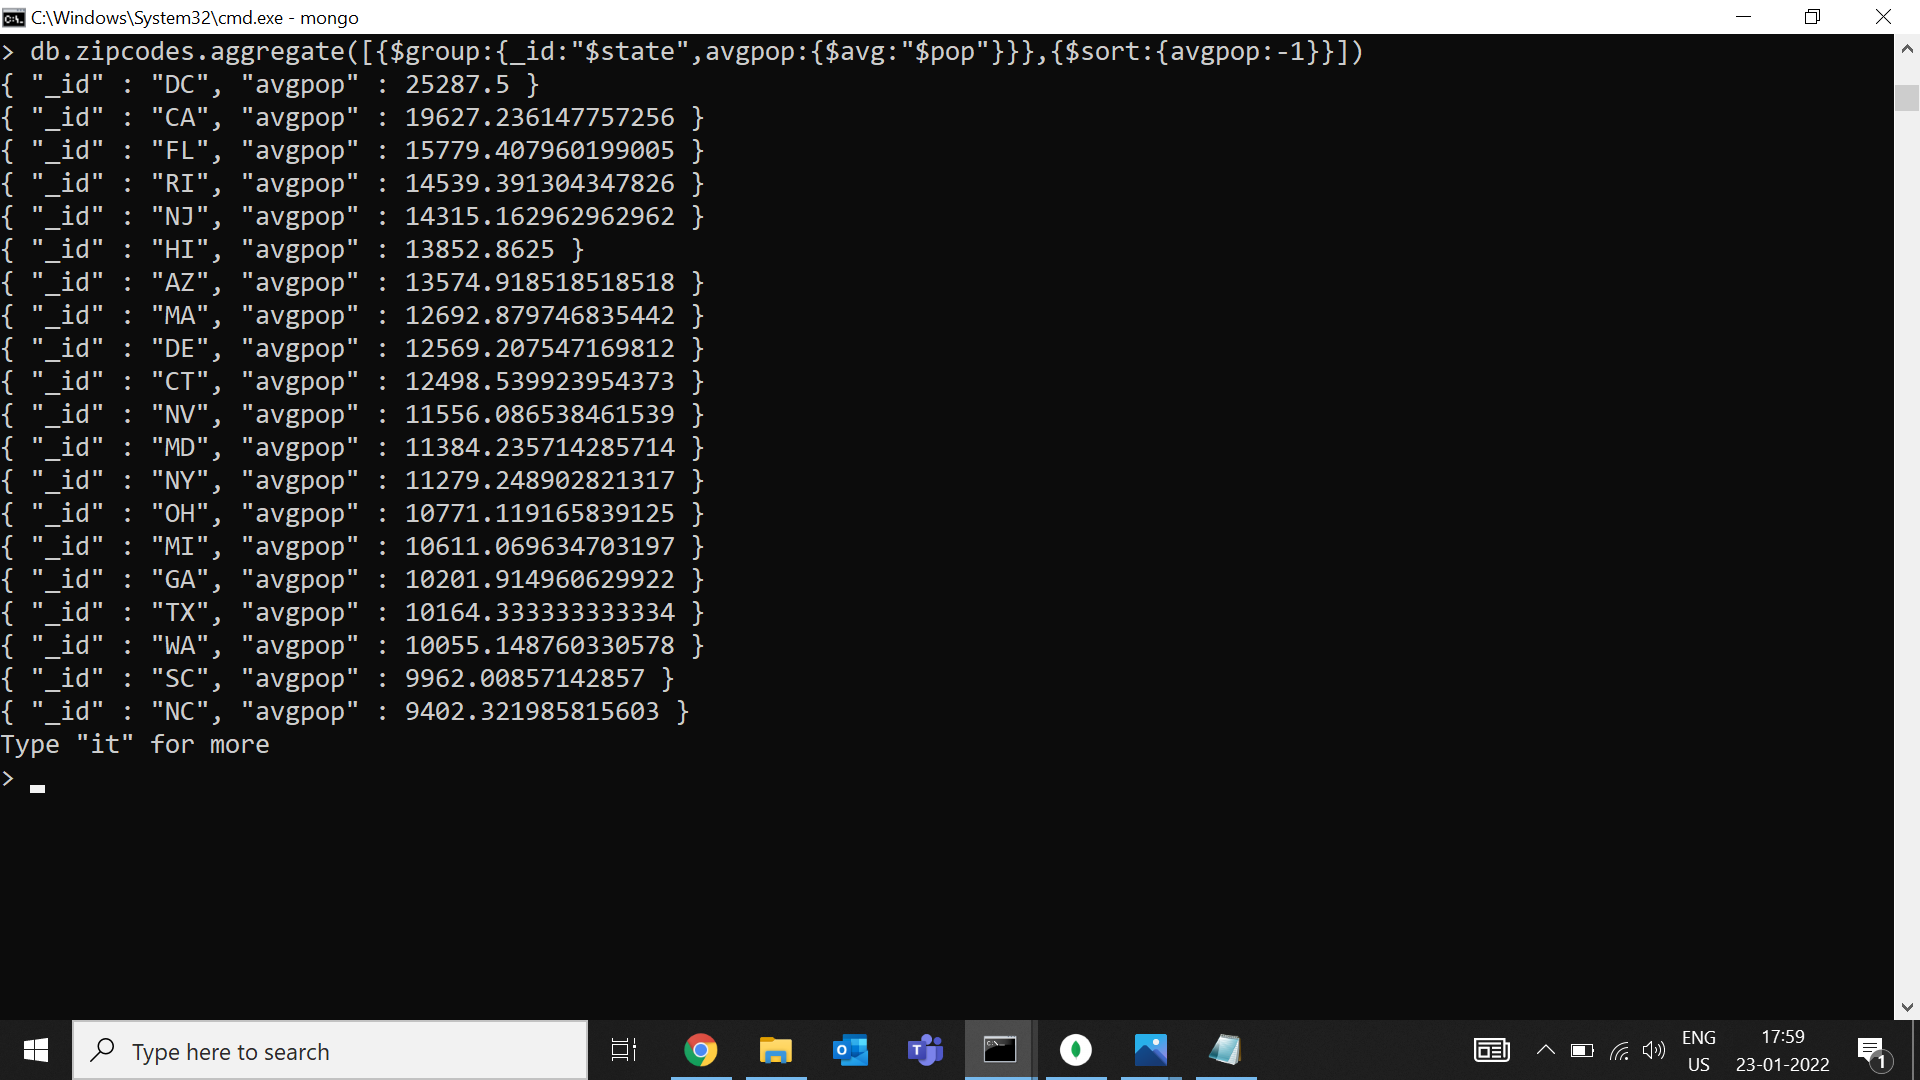 C:\Windows\System32\cmd.exe - mongo
> db.zipcodes.aggregate([{$group:{_id:"$state",avgpop:{$avg:"$pop"}}},{$sort:{avgpop:-1}}])
{ "_id" : "DC", "avgpop" : 25287.5 }
{ "_id" : "CA", "avgpop" : 19627.236147757256 }
{ "_id" : "FL", "avgpop" : 15779.407960199005 }
{ "_id" : "RI", "avgpop" : 14539.391304347826 }
{ "_id" : "NJ", "avgpop" : 14315.162962962962 }
{ "_id" : "HI", "avgpop" : 13852.8625 }
{ "_id" : "AZ", "avgpop" : 13574.918518518518 }
{ "_id" : "MA", "avgpop" : 12692.879746835442 }
{ "_id" : "DE", "avgpop" : 12569.207547169812 }
{ "_id" : "CT", "avgpop" : 12498.539923954373 }
{ "_id" : "NV", "avgpop" : 11556.086538461539 }
{ "_id" : "MD", "avgpop" : 11384.235714285714 }
{ "_id" : "NY", "avgpop" : 11279.248902821317 }
{ "_id" : "OH", "avgpop" : 10771.119165839125 }
{ "_id" : "MI", "avgpop" : 10611.069634703197 }
{ "_id" : "GA", "avgpop" : 10201.914960629922 }
{ "_id" : "TX", "avgpop" : 10164.333333333334 }
{ "_id" : "WA", "avgpop" : 10055.148760330578 }
{ "_id" : "SC", "avgpop" : 9962.00857142857 }
{ "_id" : "NC", "avgpop" : 9402.321985815603 }
Type "it" for more
>
Type here to search
ENG
US
17:59
23-01-2022
1